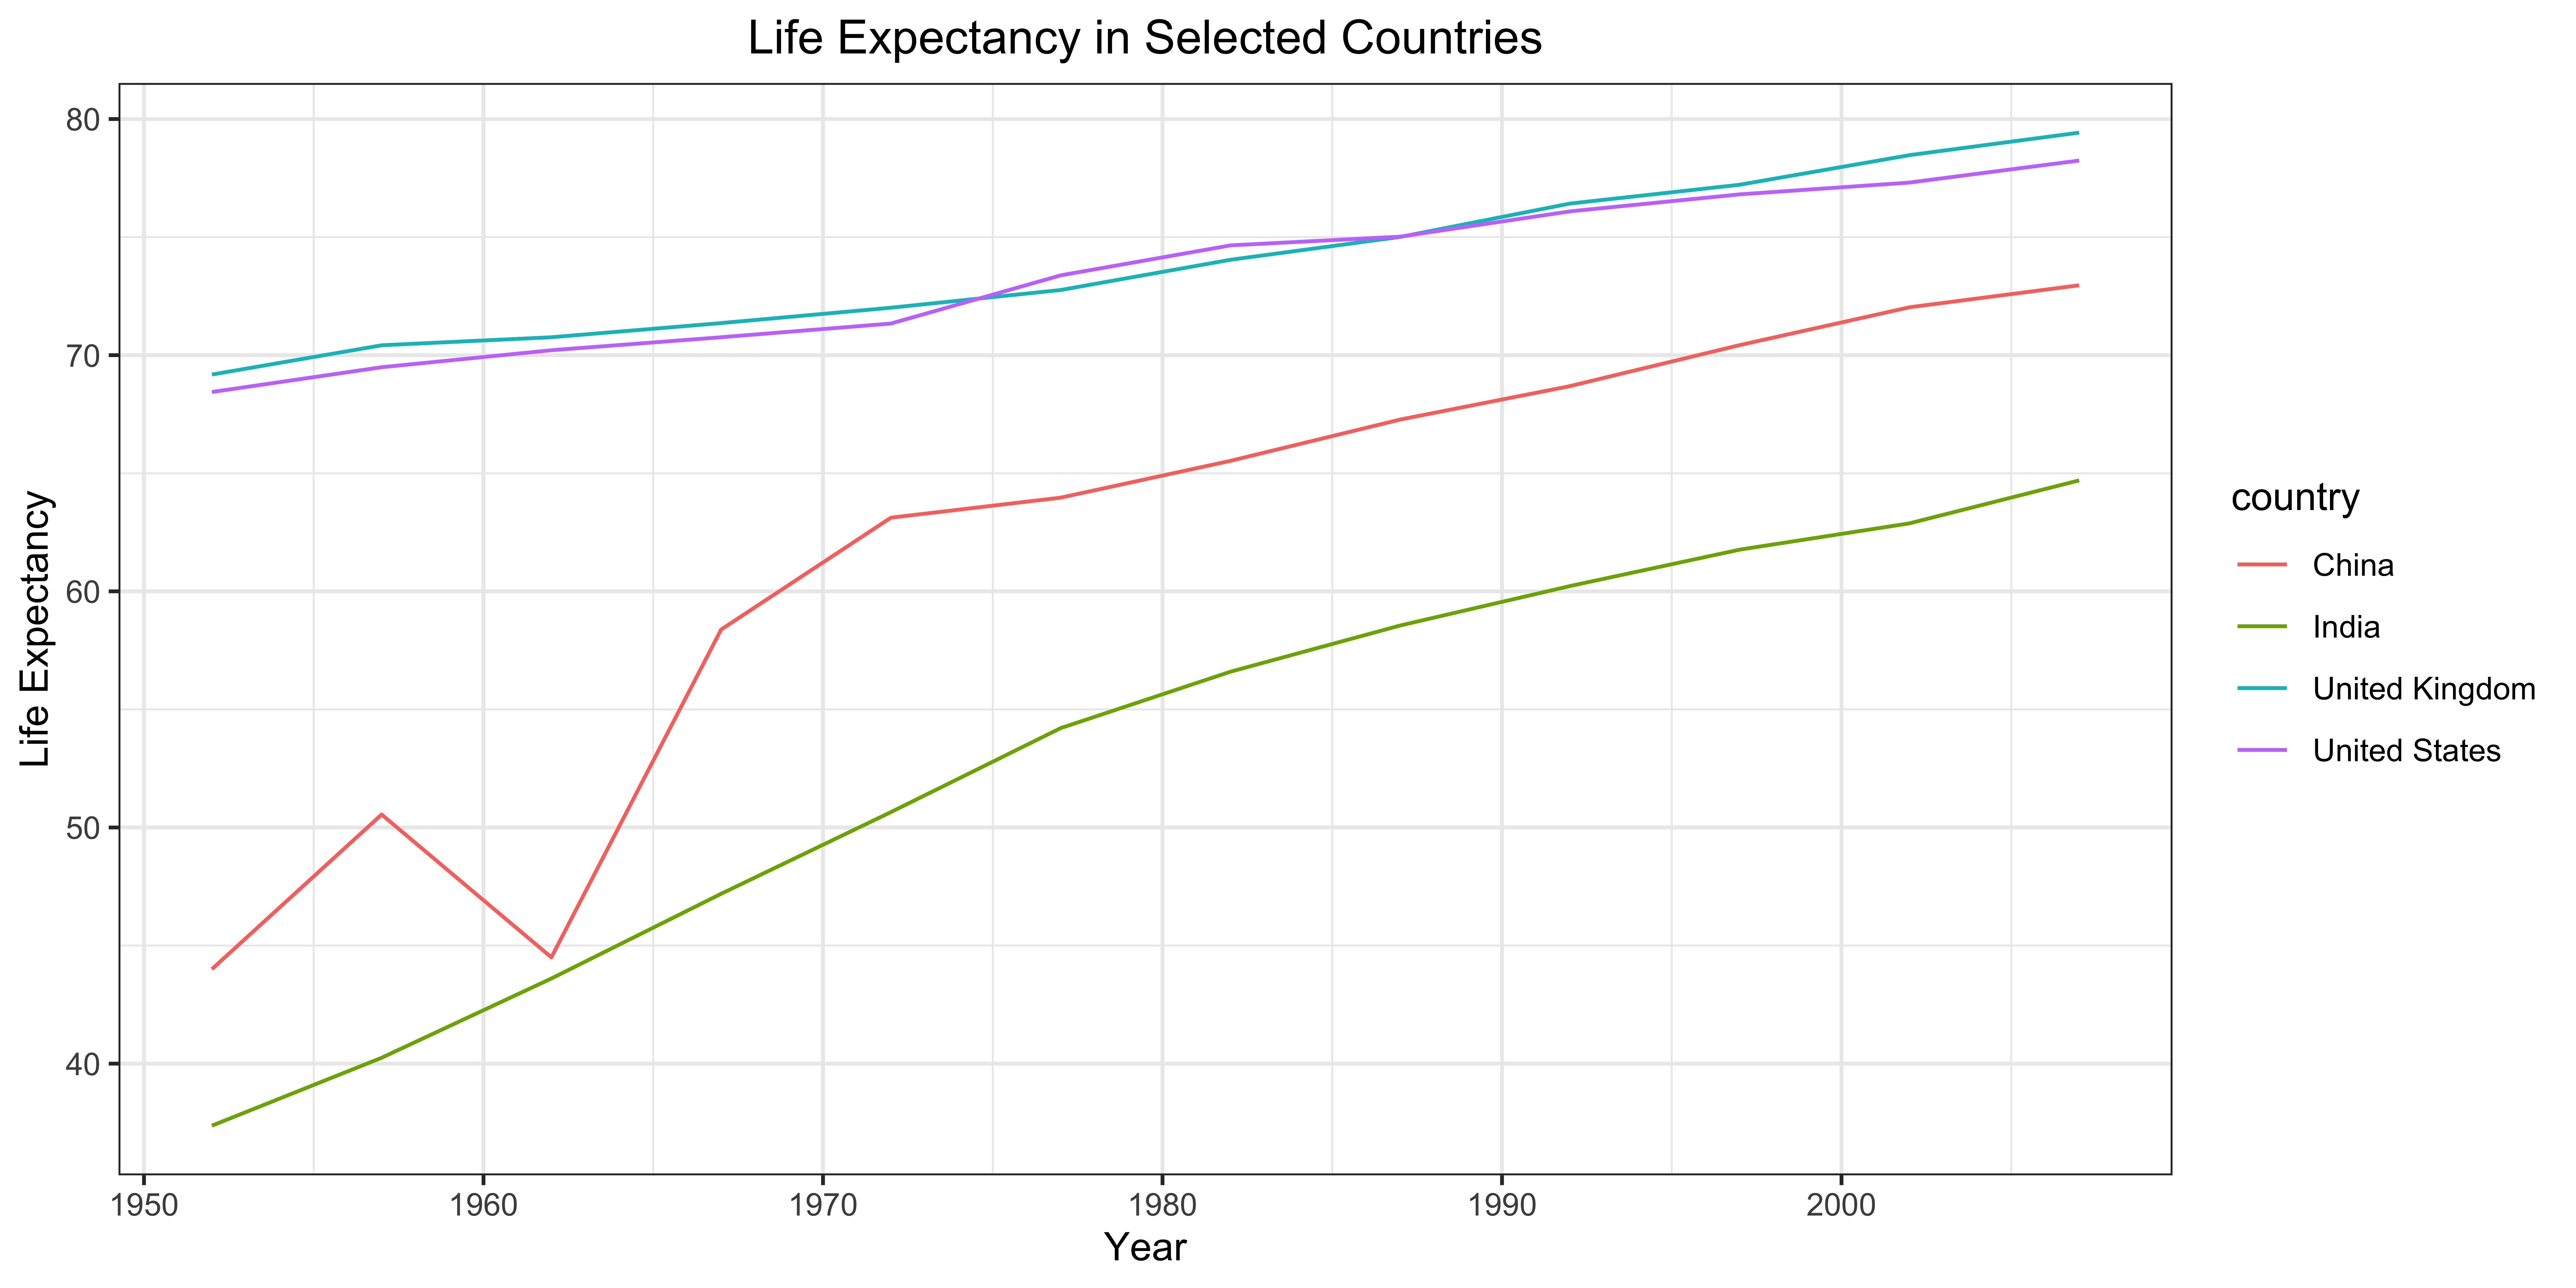 Life Expectancy in Selected Countries
80
70
60
50
40
Life Expectancy
1950 1960 1970 1980 1990 2000
Year
country
China
India
United Kingdom
United States